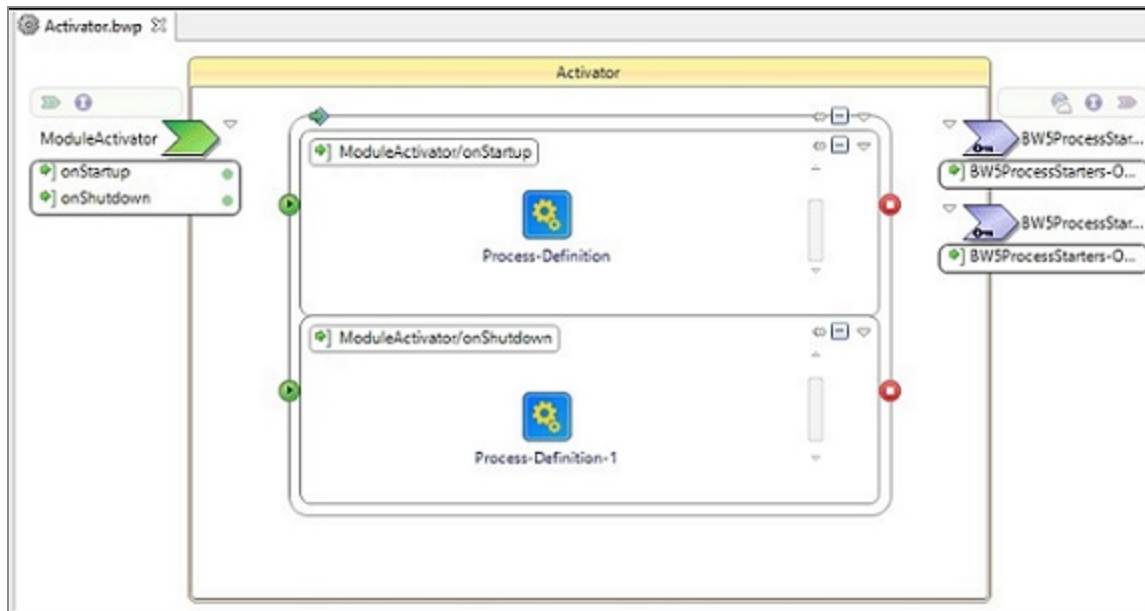 Activator.bwp
Activator
ModuleActivator
onStartup
onShutdown
ModuleActivator/onStartup
Process-Definition
ModuleActivator/onShutdown
Process-Definition-1
BW5ProcessStar...
BW5ProcessStarters-O...
BW5ProcessStar...
BW5ProcessStarters-O...